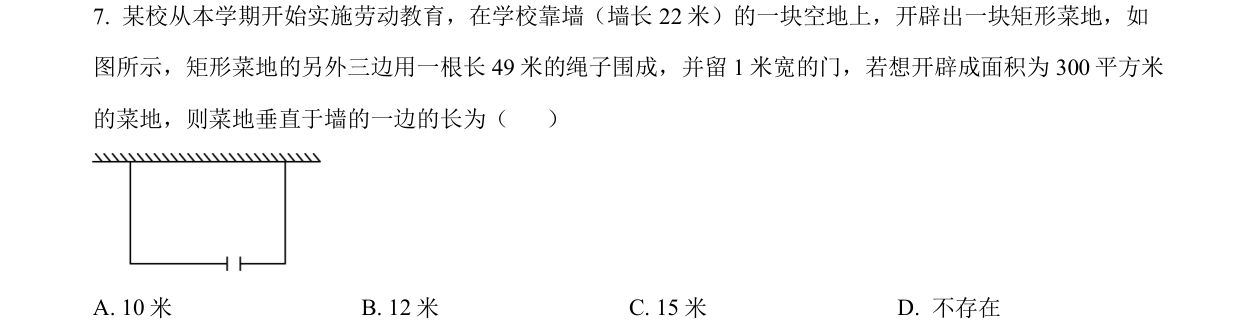 7. 某校从本学期开始实施劳动教育，在学校靠墙（墙长 22 米）的一块空地上，开辟出一块矩形菜地，如
图所示，矩形菜地的另外三边用一根长 49 米的绳子围成，并留 1 米宽的门，若想开辟成面积为 300 平方米
的菜地，则菜地垂直于墙的一边的长为（　　）
A. 10 米 B. 12 米 C. 15 米 D. 不存在